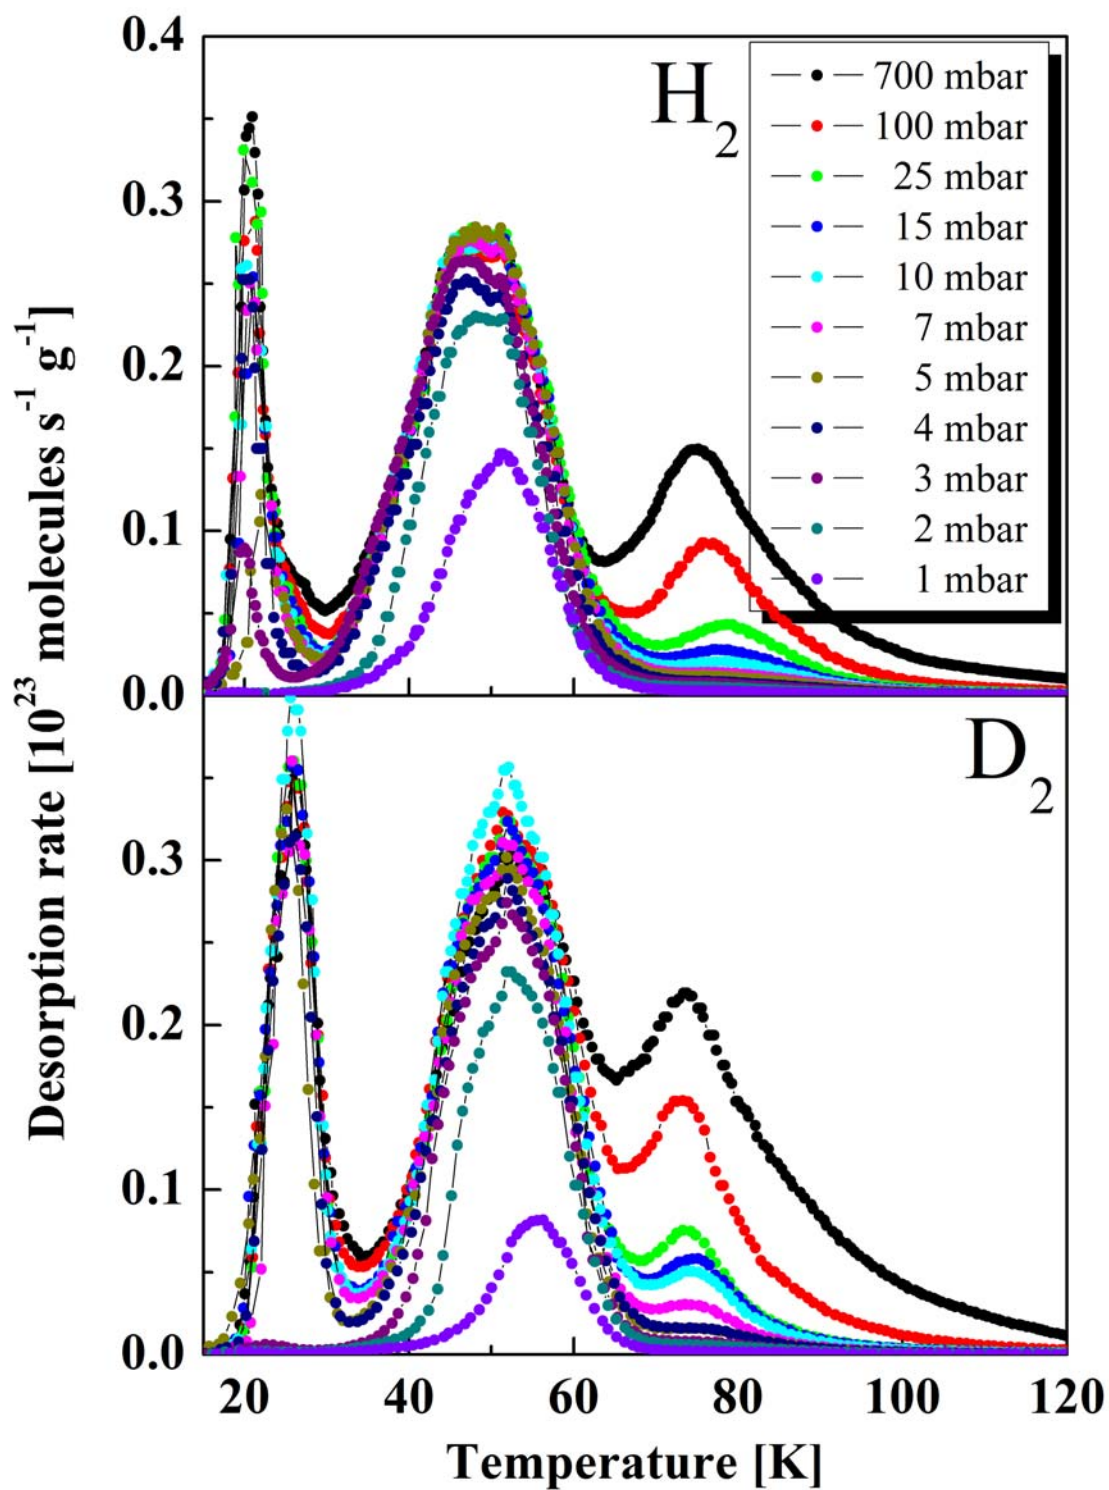 0.4
0.3
0.2
0.1
0.0
H2
700 mbar
100 mbar
25 mbar
15 mbar
10 mbar
7 mbar
5 mbar
4 mbar
3 mbar
2 mbar
1 mbar
Desorption rate [10^23 molecules s^-1 g^-1]
0.3
0.2
0.1
0.0
D2
20 40 60 80 100 120
Temperature [K]